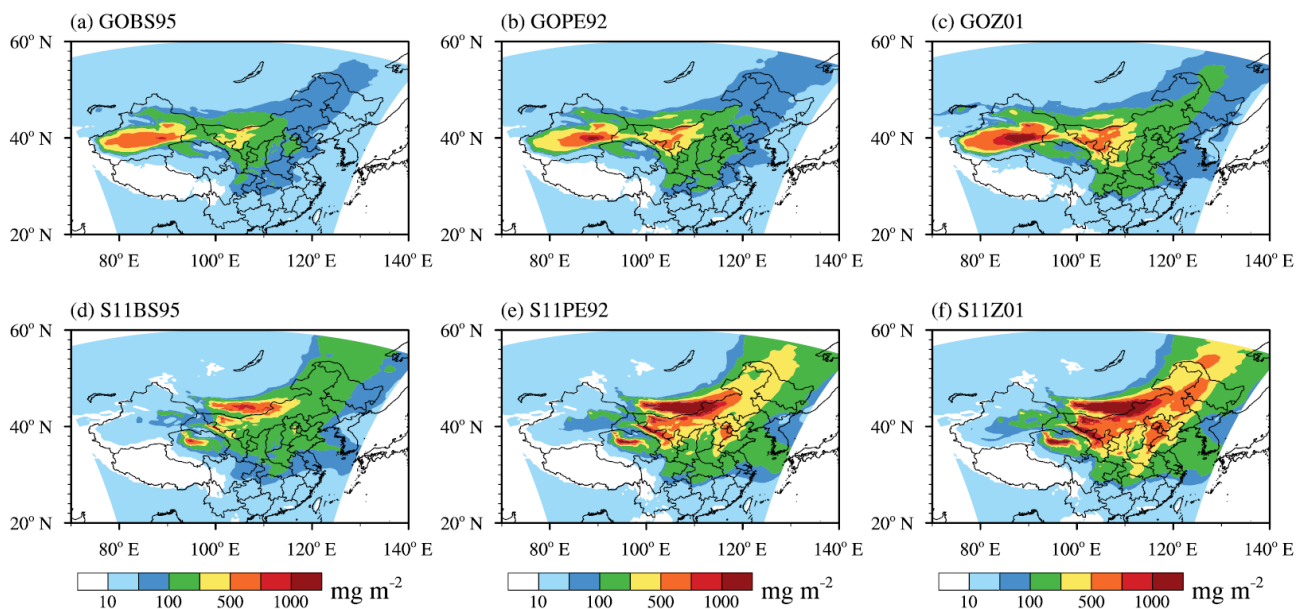 (a) GOBS95
(b) GOPE92
(c) GOZ01
60° N
60° N
60° N
40° N
40° N
40° N
20° N
20° N
20° N
80° E 100° E 120° E 140° E
80° E 100° E 120° E 140° E
80° E 100° E 120° E 140° E
(d) S11BS95
(e) S11PE92
(f) S11Z01
60° N
60° N
60° N
40° N
40° N
40° N
20° N
20° N
20° N
80° E 100° E 120° E 140° E
80° E 100° E 120° E 140° E
80° E 100° E 120° E 140° E
10 100 500 1000 mg m⁻²
10 100 500 1000 mg m⁻²
10 100 500 1000 mg m⁻²